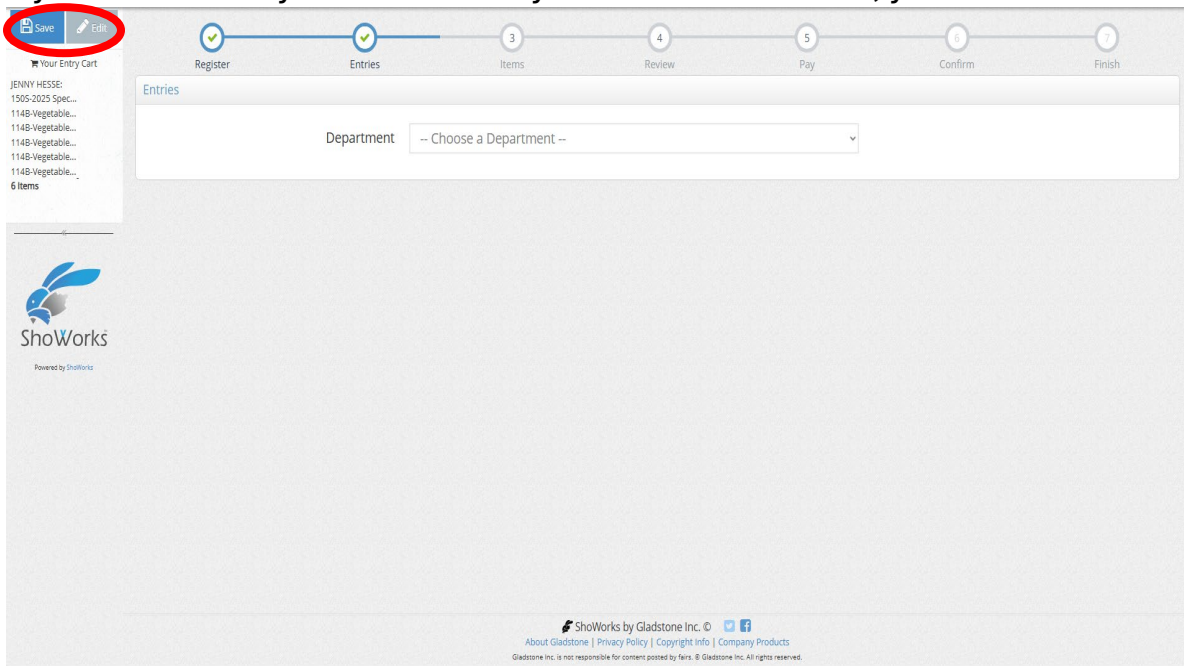 Save Edit
Your Entry Cart
JENNY HESSE:
150S-2025 Spec...
114B-Vegetable...
114B-Vegetable...
114B-Vegetable...
114B-Vegetable...
114B-Vegetable...
6 Items
Register Entries 3 Items 4 Review 5 Pay 6 Confirm 7 Finish
Entries
Department -- Choose a Department --
ShoWorks
Powered by ShoWorks
ShoWorks by Gladstone Inc. ©
About Gladstone | Privacy Policy | Copyright Info | Company Products
Gladstone Inc. is not responsible for content posted by fairs. © Gladstone Inc. All rights reserved.